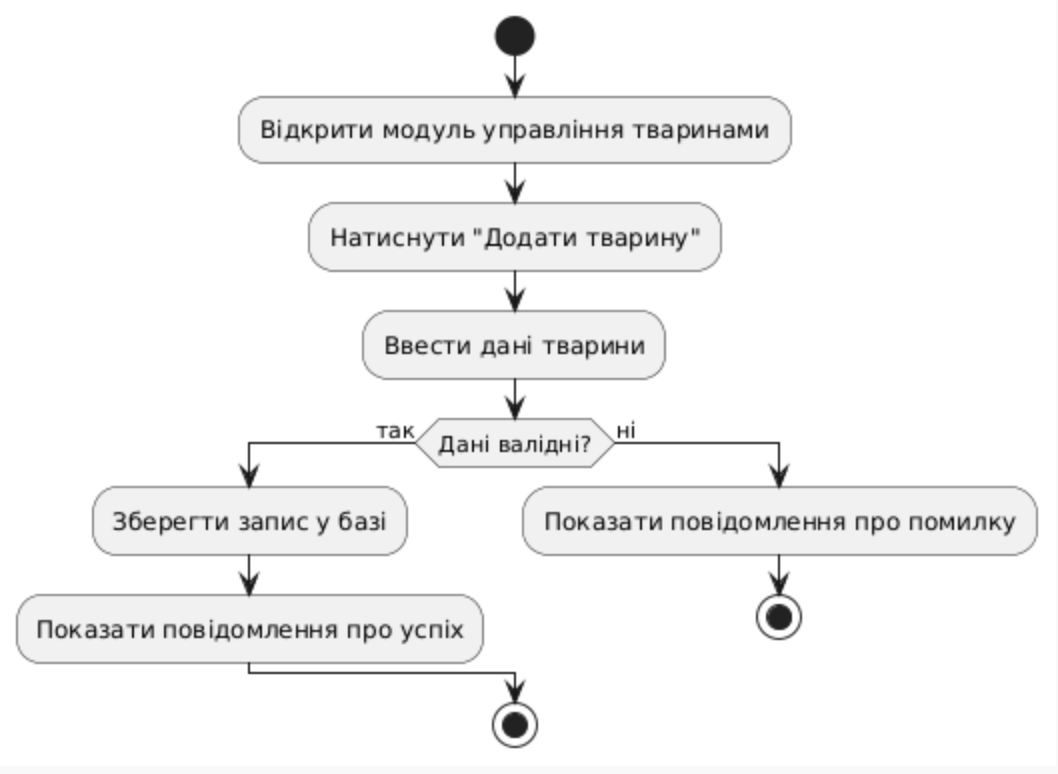 Відкрити модуль управління тваринами
Натиснути "Додати тварину"
Ввести дані тварини
так
Дані валідні?
ні
Зберегти запис у базі
Показати повідомлення про помилку
Показати повідомлення про успіх